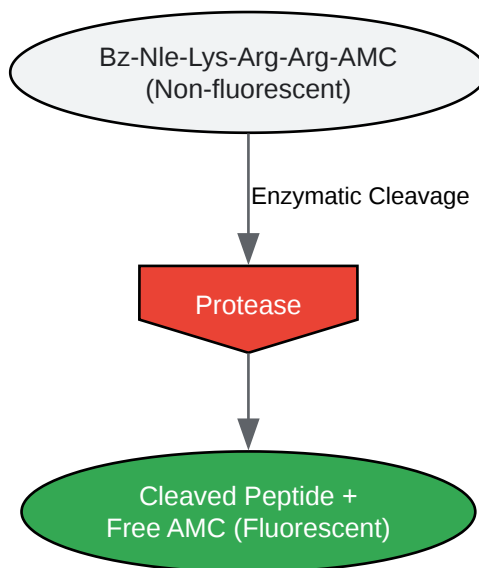 Bz-Nle-Lys-Arg-Arg-AMC
(Non-fluorescent)
Enzymatic Cleavage
Protease
Cleaved Peptide +
Free AMC (Fluorescent)